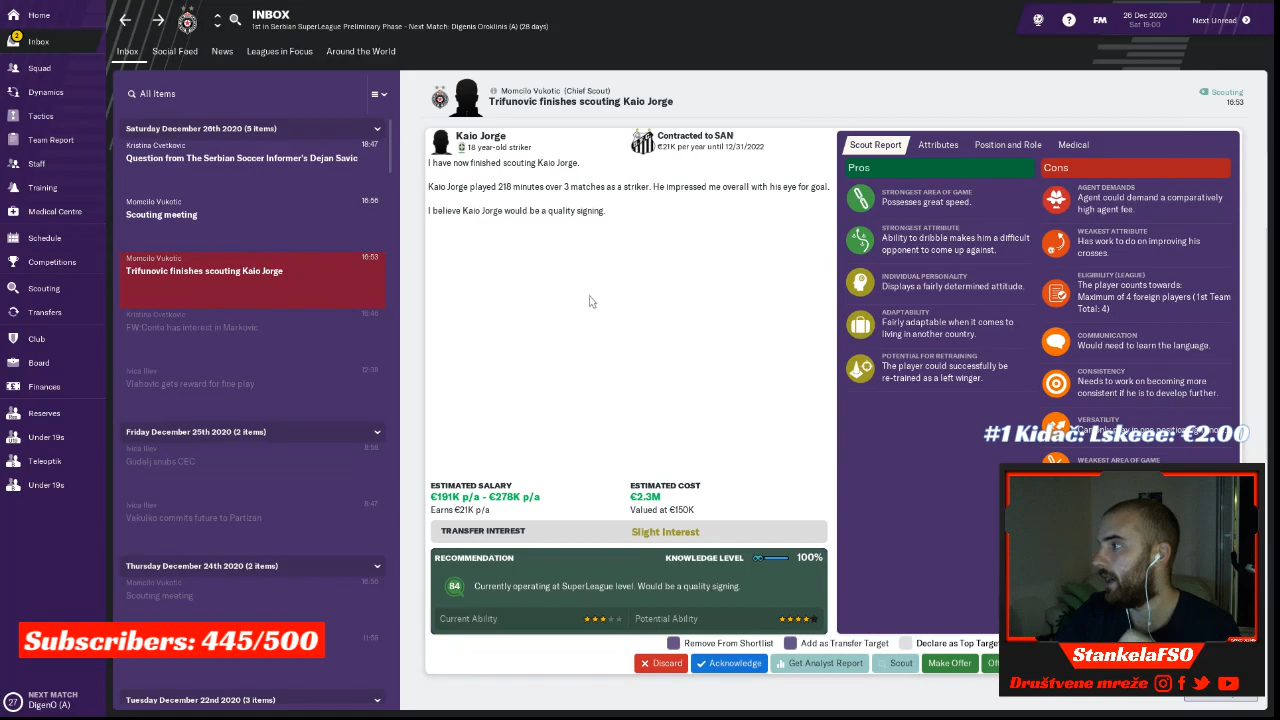 Home
2
Inbox
Squad
Dynamics
Tactics
Team Report
Staff
Training
Medical Centre
Schedule
Competitions
Scouting
Transfers
Club
Board
Finances
Reserves
Under 19s
Teleoptik
Under 19s
27
NEXT MATCH
DigenO (A)
INBOX
1st in Serbian SuperLeague Preliminary Phase - Next Match: Digenis Oroklinis (A) (28 days)
FM
26 Dec 2020
Sat 19:00
Next Unread
Inbox
Social Feed
News
Leagues in Focus
Around the World
All Items
Saturday December 26th 2020 (5 items)
Kristina Cvetkovic
18:47
Question from The Serbian Soccer Informer's Dejan Savic
Momcilo Vukotic
16:56
Scouting meeting
Momcilo Vukotic
16:53
Trifunovic finishes scouting Kaio Jorge
Kristina Cvetkovic
16:46
FW:Conte has interest in Markovic
Ivica Iliev
12:38
Vlahovic gets reward for fine play
Friday December 25th 2020 (2 items)
Ivica Iliev
8:56
Gudelj snubs CEC
Ivica Iliev
8:47
Vakulko commits future to Partizan
Thursday December 24th 2020 (2 items)
Momcilo Vukotic
16:56
Scouting meeting
11:58
Tuesday December 22nd 2020 (3 items)
Momcilo Vukotic (Chief Scout)
Trifunovic finishes scouting Kaio Jorge
Scouting
16:53
Kaio Jorge
18-year-old striker
Contracted to SAN
€21K per year until 12/31/2022
I have now finished scouting Kaio Jorge.
Kaio Jorge played 218 minutes over 3 matches as a striker. He impressed me overall with his eye for goal.
I believe Kaio Jorge would be a quality signing.
ESTIMATED SALARY
€191K p/a - €278K p/a
Earns €21K p/a
ESTIMATED COST
€2.3M
Valued at €150K
TRANSFER INTEREST
Slight Interest
RECOMMENDATION
KNOWLEDGE LEVEL
100%
84
Currently operating at SuperLeague level. Would be a quality signing.
Current Ability
Potential Ability
Remove From Shortlist
Add as Transfer Target
Declare as Top Target
Discard
Acknowledge
Get Analyst Report
Scout
Make Offer
Scout Report
Attributes
Position and Role
Medical
Pros
STRONGEST AREA OF GAME
Possesses great speed.
STRONGEST ATTRIBUTE
Ability to dribble makes him a difficult
opponent to come up against.
INDIVIDUAL PERSONALITY
Displays a fairly determined attitude.
ADAPTABILITY
Fairly adaptable when it comes to
living in another country.
POTENTIAL FOR RETRAINING
The player could successfully be
re-trained as a left winger.
Cons
AGENT DEMANDS
Agent could demand a comparatively
high agent fee.
WEAKEST ATTRIBUTE
Has work to do on improving his
crosses.
ELIGIBILITY (LEAGUE)
The player counts towards:
Maximum of 4 foreign players (1st Team
Total: 4)
COMMUNICATION
Would need to learn the language.
CONSISTENCY
Needs to work on becoming more
consistent if he is to develop further.
VERSATILITY
WEAKEST AREA OF GAME
#1 Kidac: Lskeee: €2.00
Subscribers: 445/500
StankelaFSO
Društvene mreže